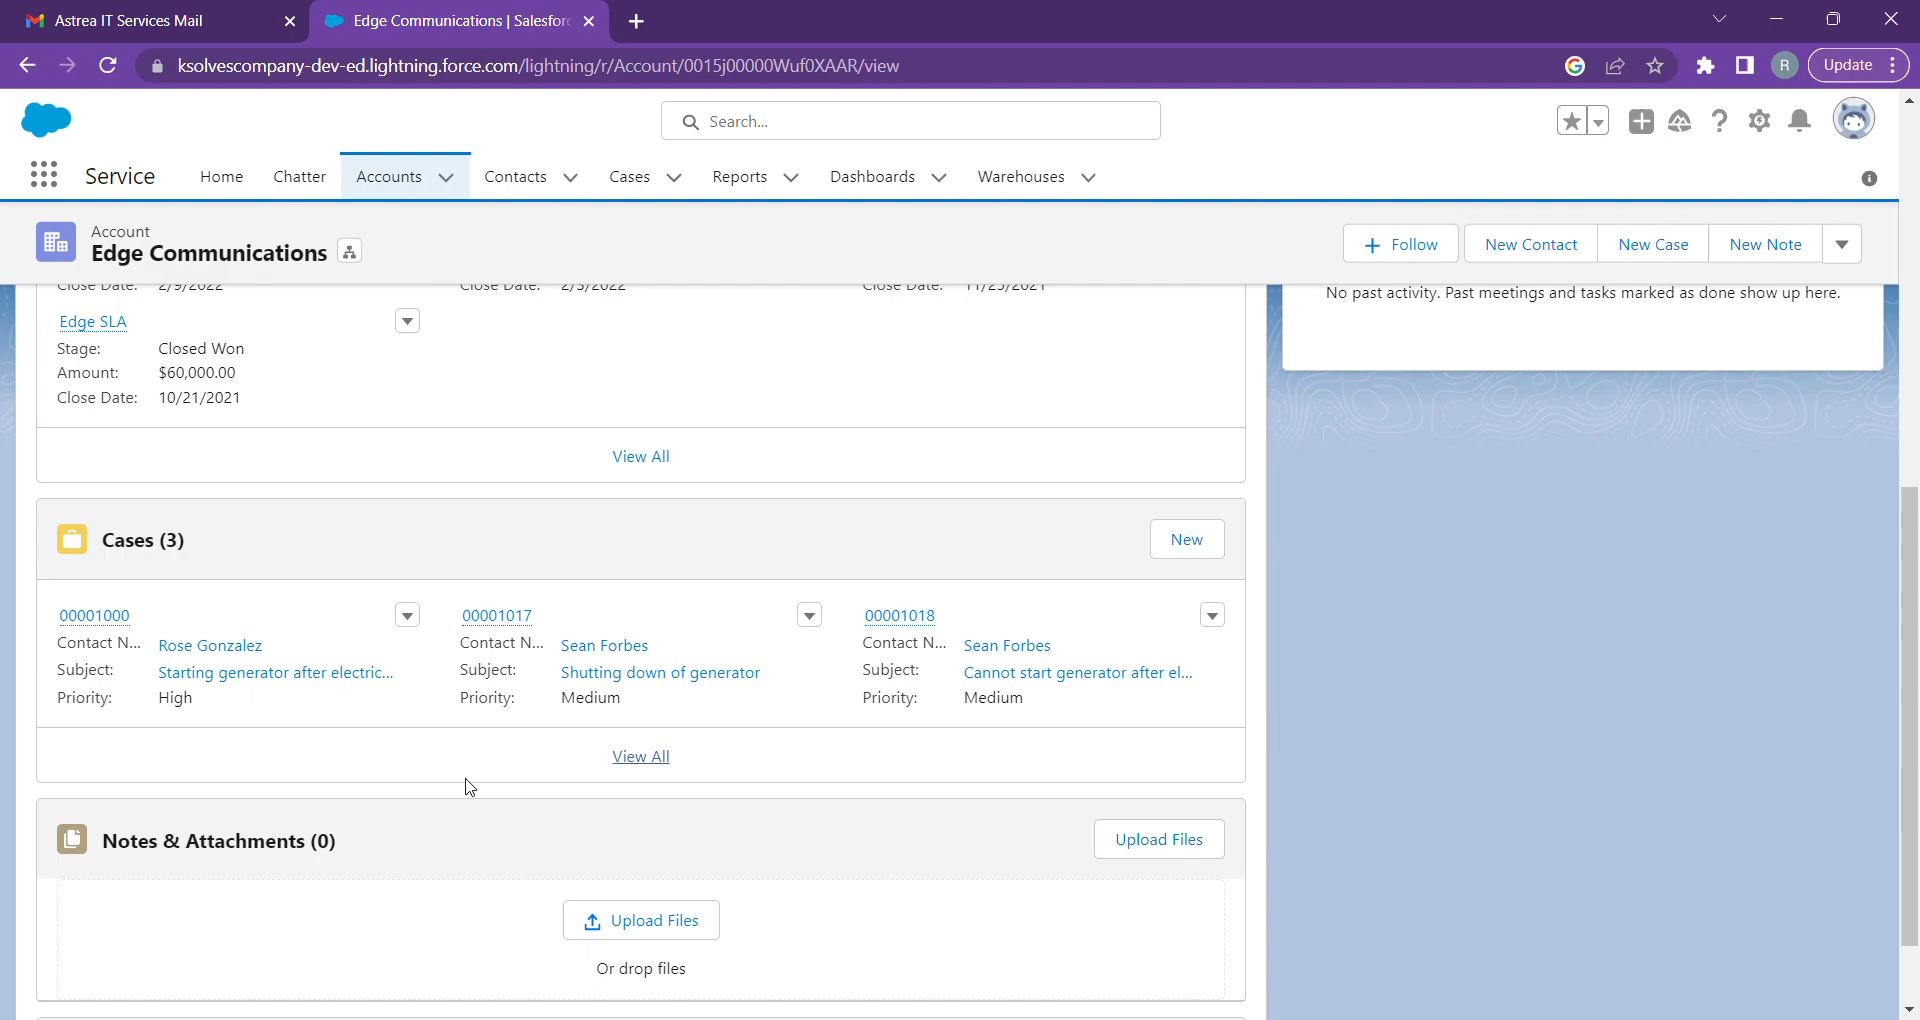 Astrea IT Services Mail
Edge Communications | Salesforc
ksolvescompany-dev-ed.lightning.force.com/lightning/r/Account/0015j00000Wuf0XAAR/view
R
Update
Search...
Service
Home
Chatter
Accounts
Contacts
Cases
Reports
Dashboards
Warehouses
Account
Edge Communications
Follow
New Contact
New Case
New Note
Close Date: 2/9/2022
Close Date: 2/3/2022
Close Date: 11/25/2021
No past activity. Past meetings and tasks marked as done show up here.
Edge SLA
Stage: Closed Won
Amount: $60,000.00
Close Date: 10/21/2021
View All
Cases (3)
New
00001000
Contact N... Rose Gonzalez
Subject: Starting generator after electric...
Priority: High
00001017
Contact N... Sean Forbes
Subject: Shutting down of generator
Priority: Medium
00001018
Contact N... Sean Forbes
Subject: Cannot start generator after el...
Priority: Medium
View All
Notes & Attachments (0)
Upload Files
Upload Files
Or drop files